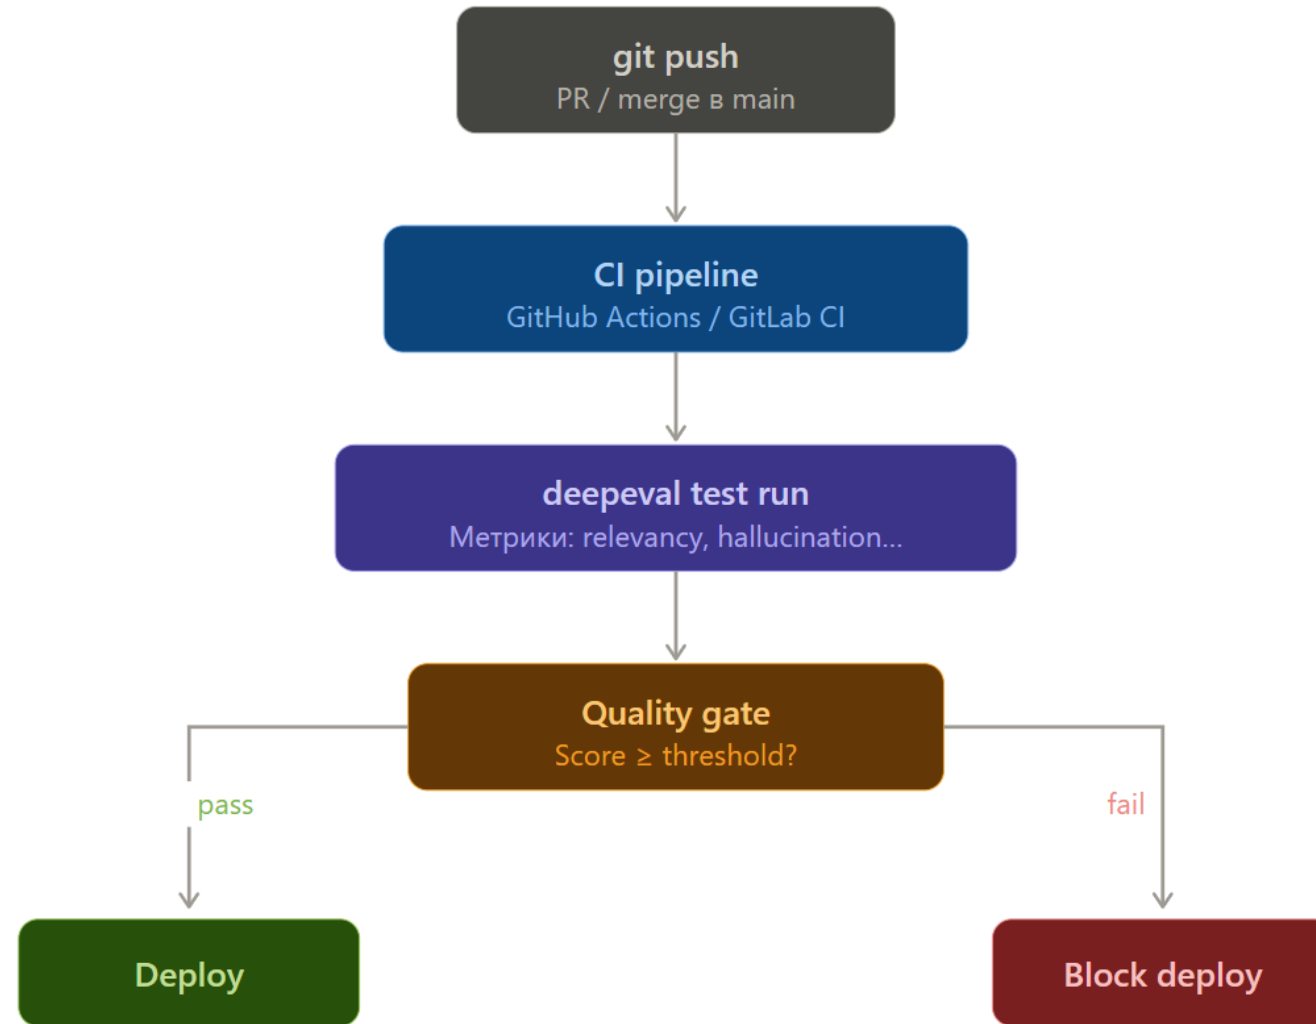 git push
PR / merge в main
CI pipeline
GitHub Actions / GitLab CI
deepeval test run
Метрики: relevancy, hallucination...
Quality gate
Score ≥ threshold?
pass
fail
Deploy
Block deploy